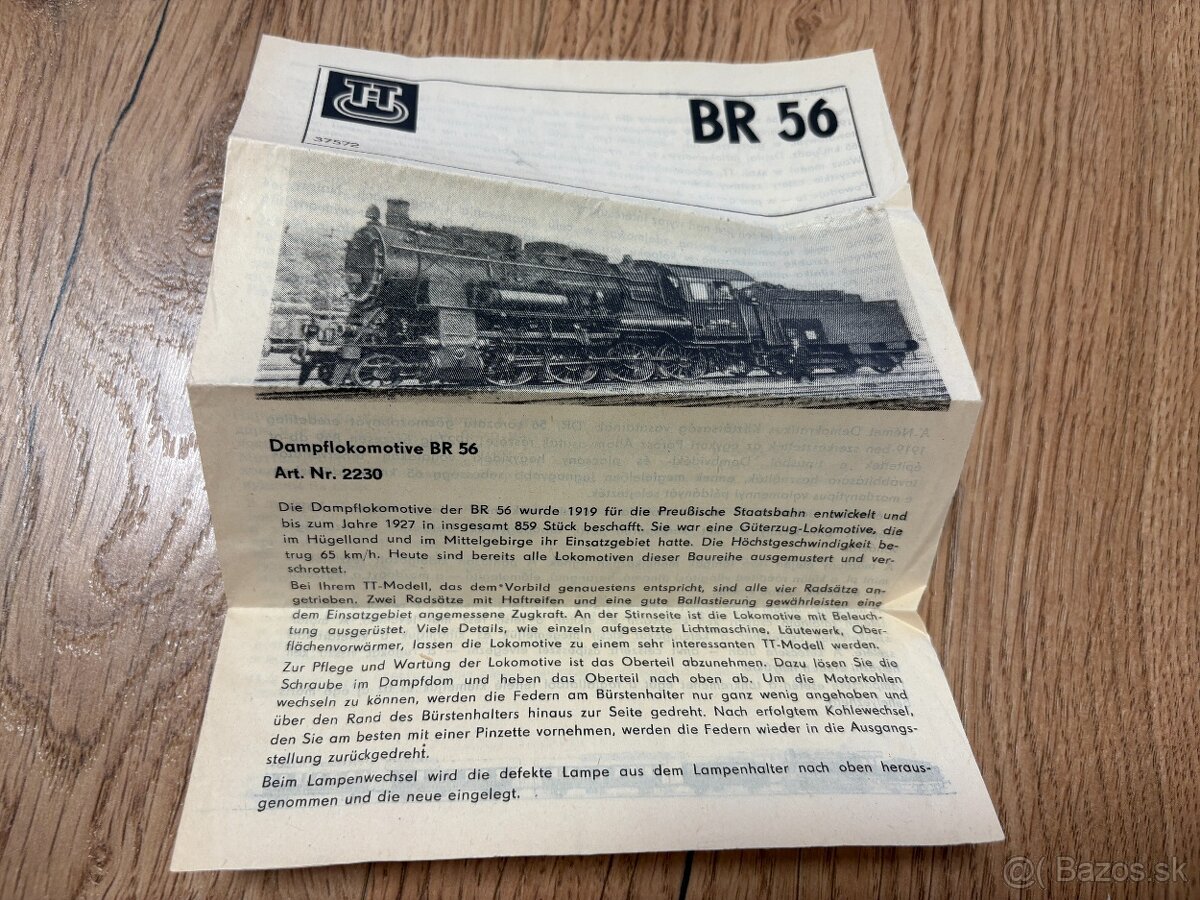 TT
BR 56
37572
Dampflokomotive BR 56
Art. Nr. 2230
Die Dampflokomotive der BR 56 wurde 1919 für die Preußische Staatsbahn entwickelt und
bis zum Jahre 1927 in insgesamt 859 Stück beschafft. Sie war eine Güterzug-Lokomotive, die
im Hügelland und im Mittelgebirge ihr Einsatzgebiet hatte. Die Höchstgeschwindigkeit be-
trug 65 km/h. Heute sind bereits alle Lokomotiven dieser Baureihe ausgemustert und ver-
schrottet.
Bei Ihrem TT-Modell, das dem Vorbild genauestens entspricht, sind alle vier Radsätze an-
getrieben. Zwei Radsätze mit Haftreifen und eine gute Ballastierung gewährleisten eine
dem Einsatzgebiet angemessene Zugkraft. An der Stirnseite ist die Lokomotive mit Beleuch-
tung ausgerüstet. Viele Details, wie einzeln aufgesetzte Lichtmaschine, Läutewerk, Ober-
flächenvorwärmer, lassen die Lokomotive zu einem sehr interessanten TT-Modell werden.
Zur Pflege und Wartung der Lokomotive ist das Oberteil abzunehmen. Dazu lösen Sie die
Schraube im Dampfdom und heben das Oberteil nach oben ab. Um die Motorkohlen
wechseln zu können, werden die Federn am Bürstenhalter nur ganz wenig angehoben und
über den Rand des Bürstenhalters hinaus zur Seite gedreht. Nach erfolgtem Kohlewechsel,
den Sie am besten mit einer Pinzette vornehmen, werden die Federn wieder in die Ausgangs-
stellung zurückgedreht.
Beim Lampenwechsel wird die defekte Lampe aus dem Lampenhalter nach oben heraus-
genommen und die neue eingelegt.
Bazos.sk